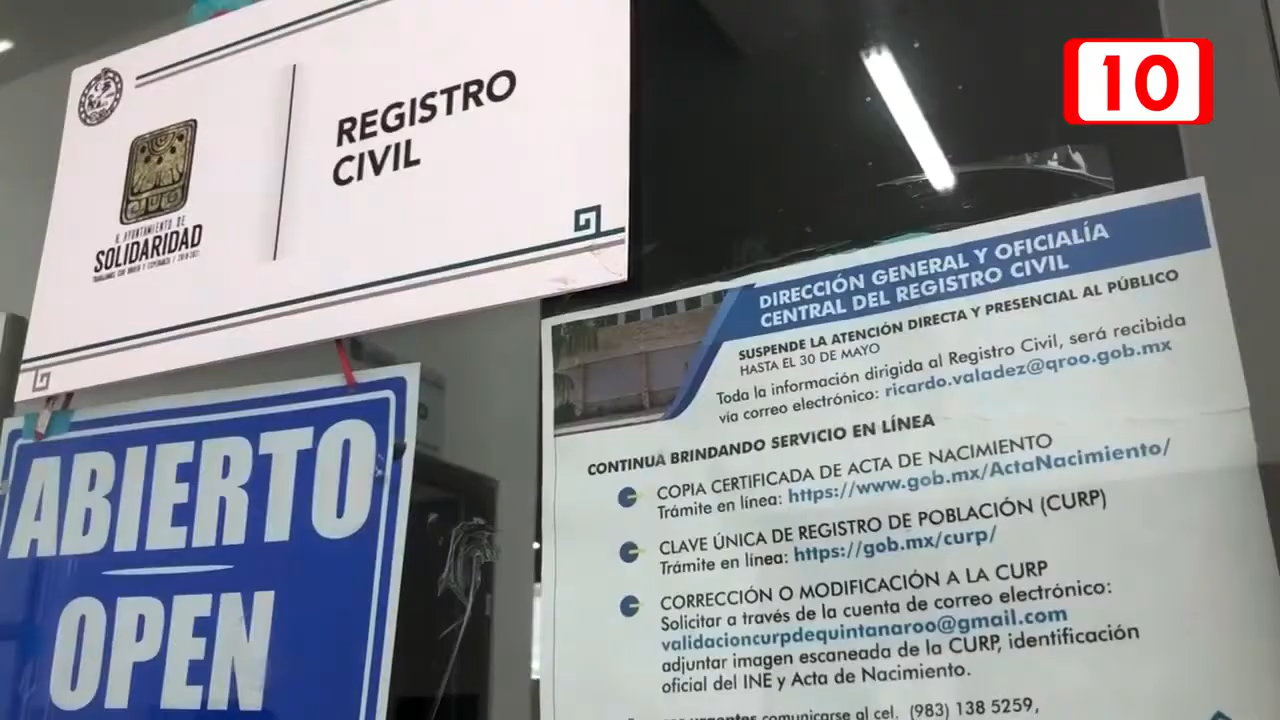 REGISTRO
CIVIL
H. AYUNTAMIENTO DE
SOLIDARIDAD
10
DIRECCIÓN GENERAL Y OFICIALÍA
CENTRAL DEL REGISTRO CIVIL
SUSPENDE LA ATENCIÓN DIRECTA Y PRESENCIAL AL PÚBLICO
HASTA EL 30 DE MAYO
Toda la información dirigida al Registro Civil, será recibida
vía correo electrónico: ricardo.valadez@qroo.gob.mx
CONTINUA BRINDANDO SERVICIO EN LÍNEA
COPIA CERTIFICADA DE ACTA DE NACIMIENTO
Trámite en línea: https://www.gob.mx/ActaNacimiento/
CLAVE ÚNICA DE REGISTRO DE POBLACIÓN (CURP)
Trámite en línea: https://gob.mx/curp/
CORRECCIÓN O MODIFICACIÓN A LA CURP
Solicitar a través de la cuenta de correo electrónico:
validacioncurpdequintanaroo@gmail.com
adjuntar imagen escaneada de la CURP, identificación
oficial del INE y Acta de Nacimiento.
comunicarse al cel. (983) 138 5259,
ABIERTO
OPEN